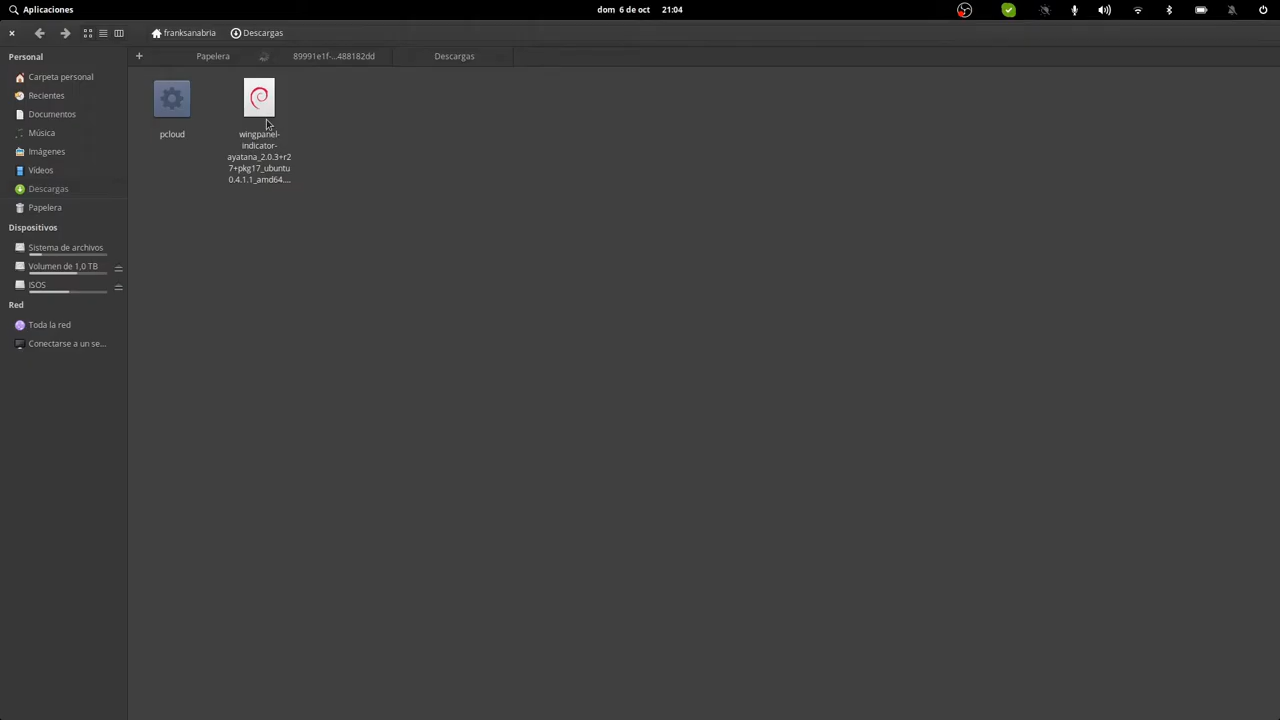 Aplicaciones
dom 6 de oct 21:04
franksanabria
Descargas
Personal
Papelera
89991e1f-...488182dd
Descargas
Carpeta personal
Recientes
Documentos
Música
Imágenes
Vídeos
Descargas
Papelera
Dispositivos
Sistema de archivos
Volumen de 1,0 TB
ISOS
Red
Toda la red
Conectarse a un se...
pcloud
wingpanel-
indicator-
ayatana_2.0.3+r2
7+pkg17_ubuntu
0.4.1.1_amd64....